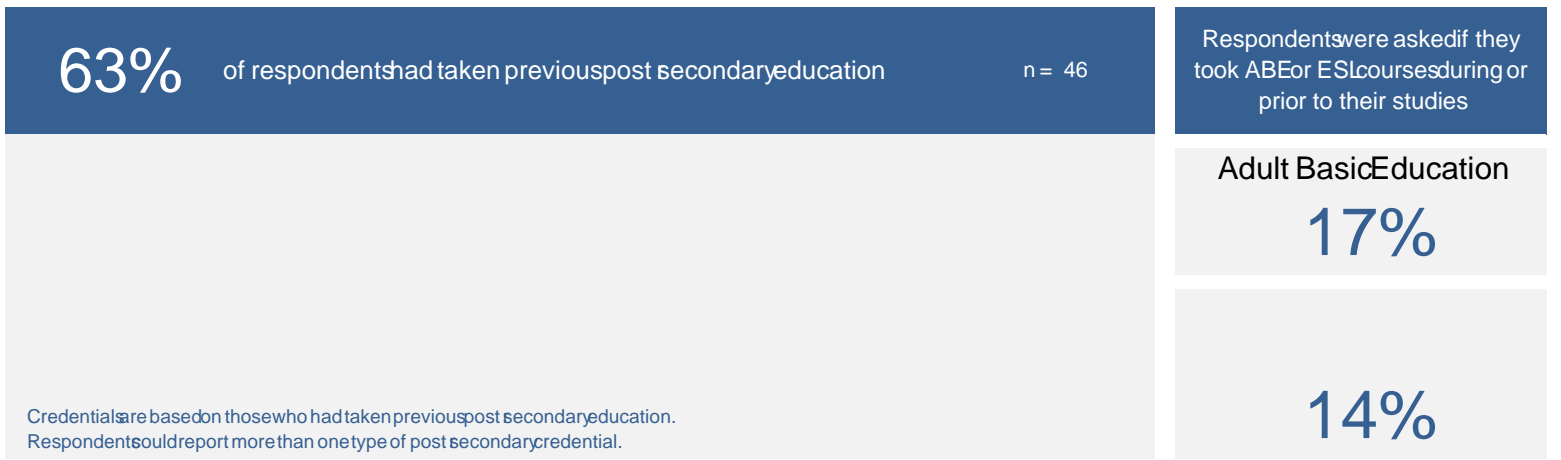 63% of respondents had taken previous post secondary education n = 46
Respondents were asked if they
took ABE or ESL courses during or
prior to their studies
Adult Basic Education
17%
14%
Credentials are based on those who had taken previous post secondary education.
Respondents could report more than one type of post secondary credential.